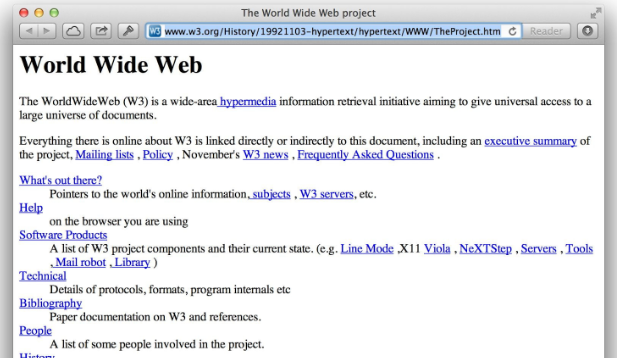 The World Wide Web project
www.w3.org/History/19921103-hypertext/hypertext/WWW/TheProject.htm
Reader
World Wide Web
The WorldWideWeb (W3) is a wide-area hypermedia information retrieval initiative aiming to give universal access to a
large universe of documents.
Everything there is online about W3 is linked directly or indirectly to this document, including an executive summary of
the project, Mailing lists , Policy , November's W3 news , Frequently Asked Questions .
What's out there?
Pointers to the world's online information, subjects , W3 servers, etc.
Help
on the browser you are using
Software Products
A list of W3 project components and their current state. (e.g. Line Mode ,X11 Viola , NeXTStep , Servers , Tools
, Mail robot , Library )
Technical
Details of protocols, formats, program internals etc
Bibliography
Paper documentation on W3 and references.
People
A list of some people involved in the project.
History